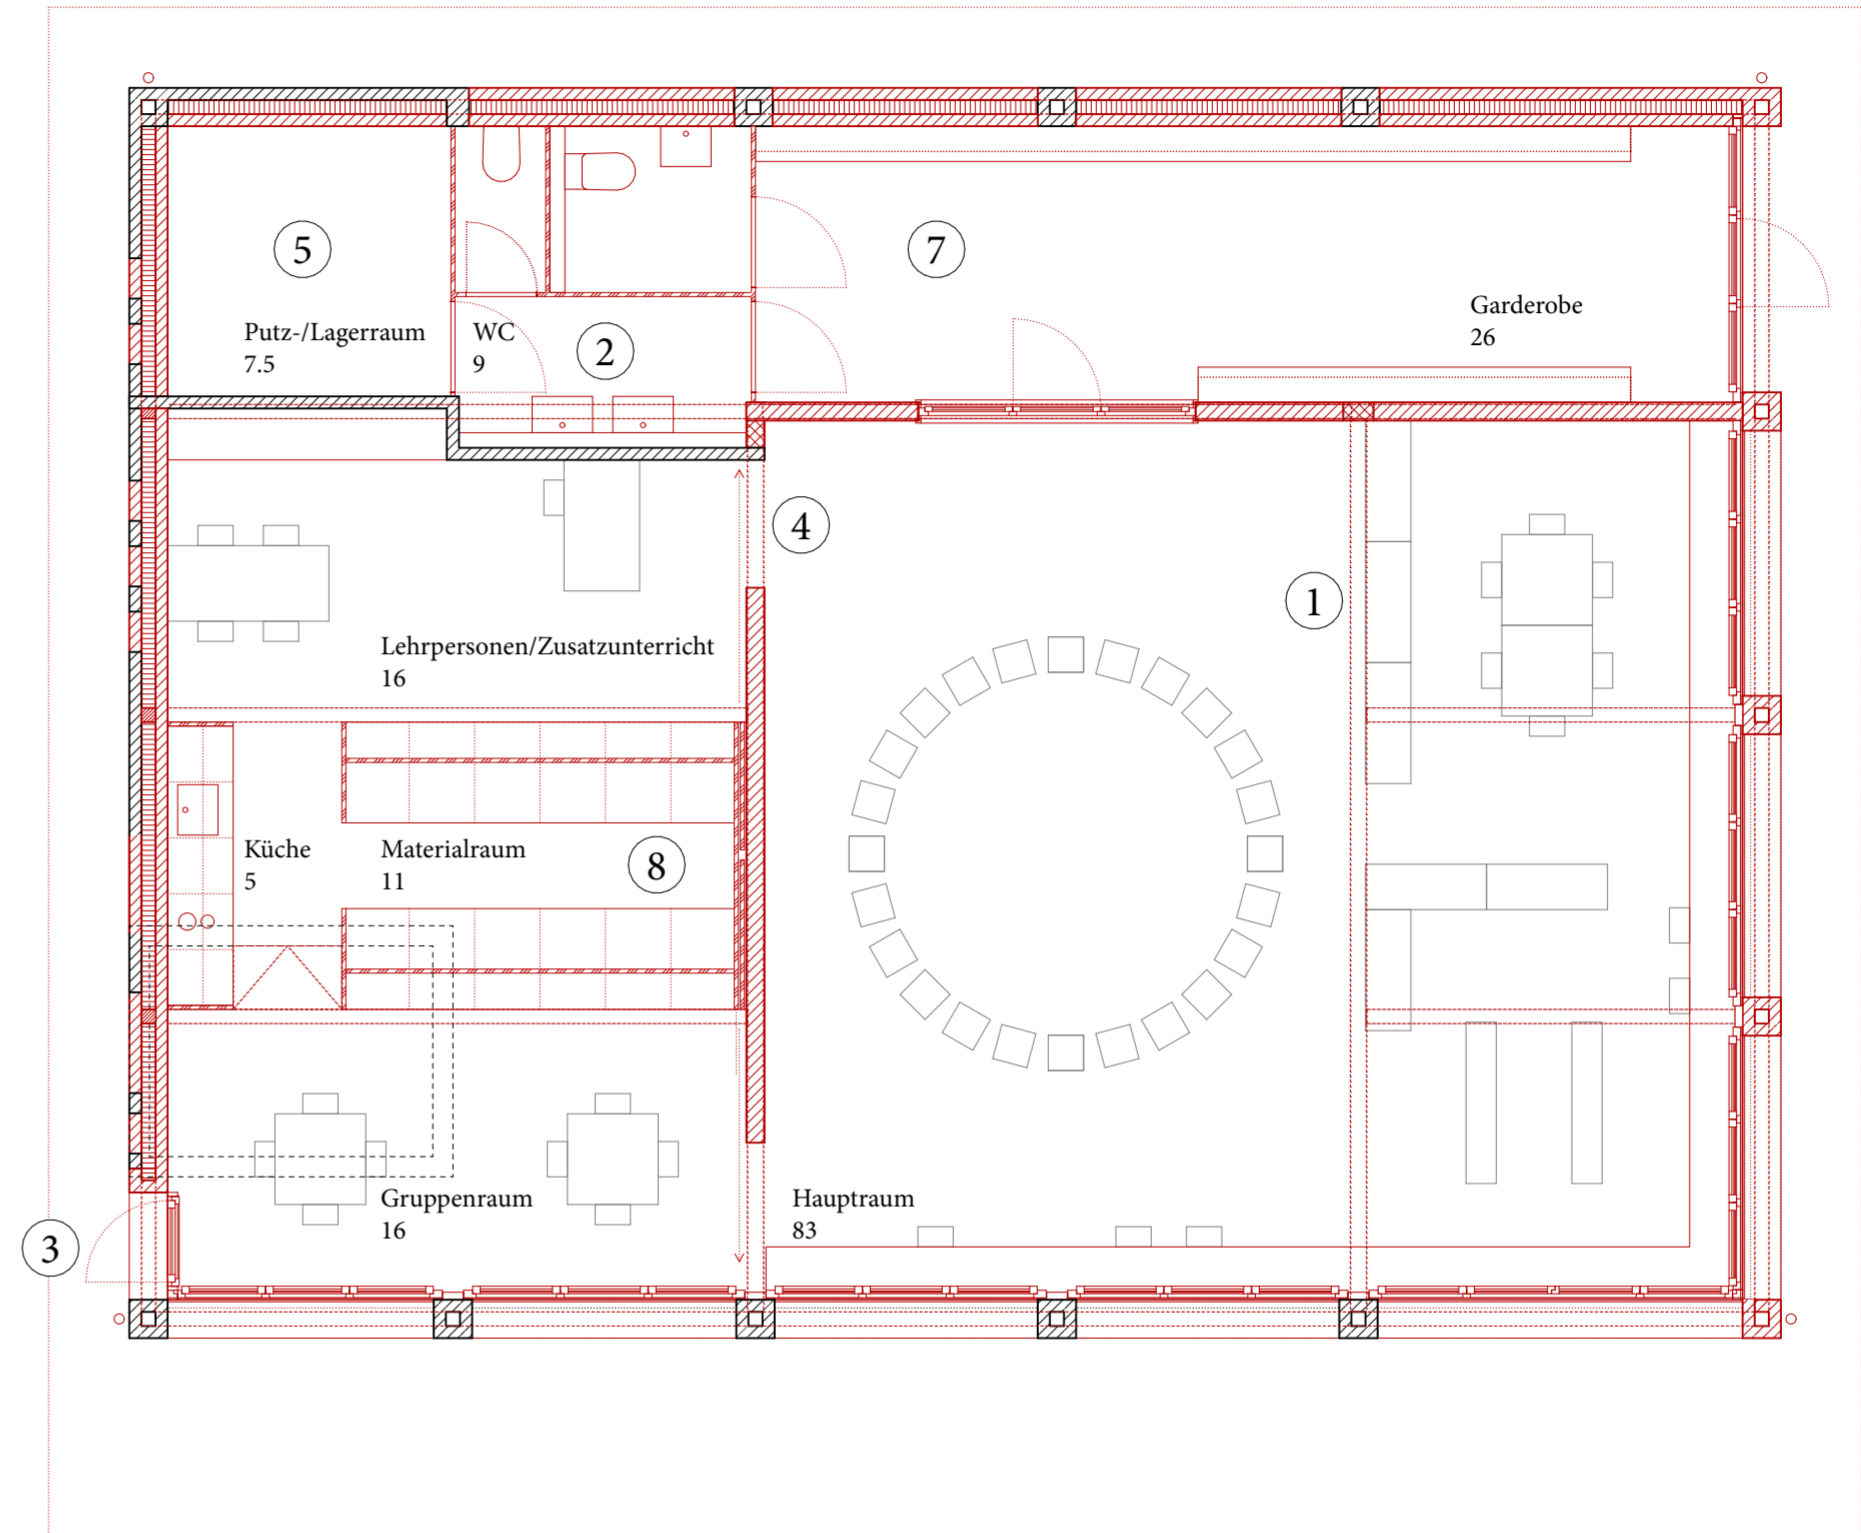 5
7
Garderobe
26
Putz-/Lagerraum
7.5
WC
9
2
4
1
Lehrpersonen/Zusatzunterricht
16
Küche
5
Materialraum
11
8
Gruppenraum
16
Hauptraum
83
3